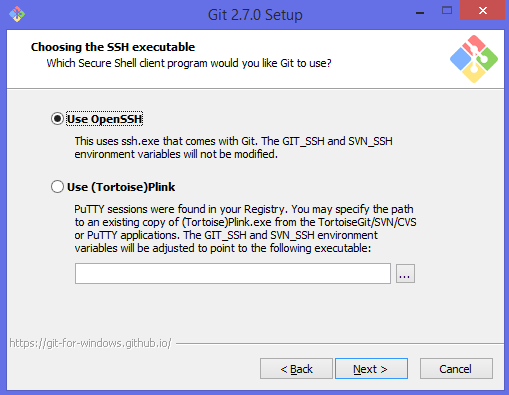 Git 2.7.0 Setup
Choosing the SSH executable
Which Secure Shell client program would you like Git to use?
Use OpenSSH
This uses ssh.exe that comes with Git. The GIT_SSH and SVN_SSH
environment variables will not be modified.
Use (Tortoise)Plink
PuTTY sessions were found in your Registry. You may specify the path
to an existing copy of (Tortoise)Plink.exe from the TortoiseGit/SVN/CVS
or PuTTY applications. The GIT_SSH and SVN_SSH environment
variables will be adjusted to point to the following executable:
...
https://git-for-windows.github.io/
< Back Next > Cancel